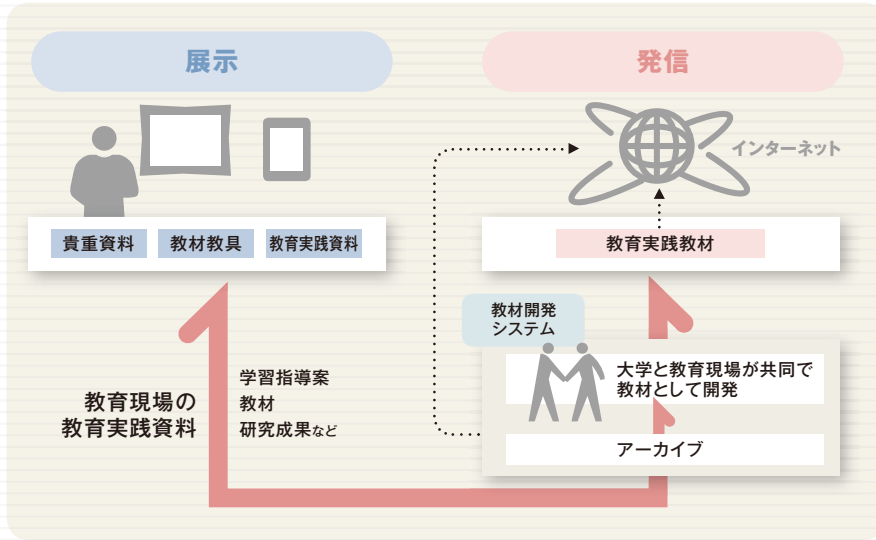 展示
貴重資料
教材教具
教育実践資料
教育現場の
教育実践資料
学習指導案
教材
研究成果など
発信
インターネット
教育実践教材
教材開発
システム
大学と教育現場が共同で
教材として開発
アーカイブ